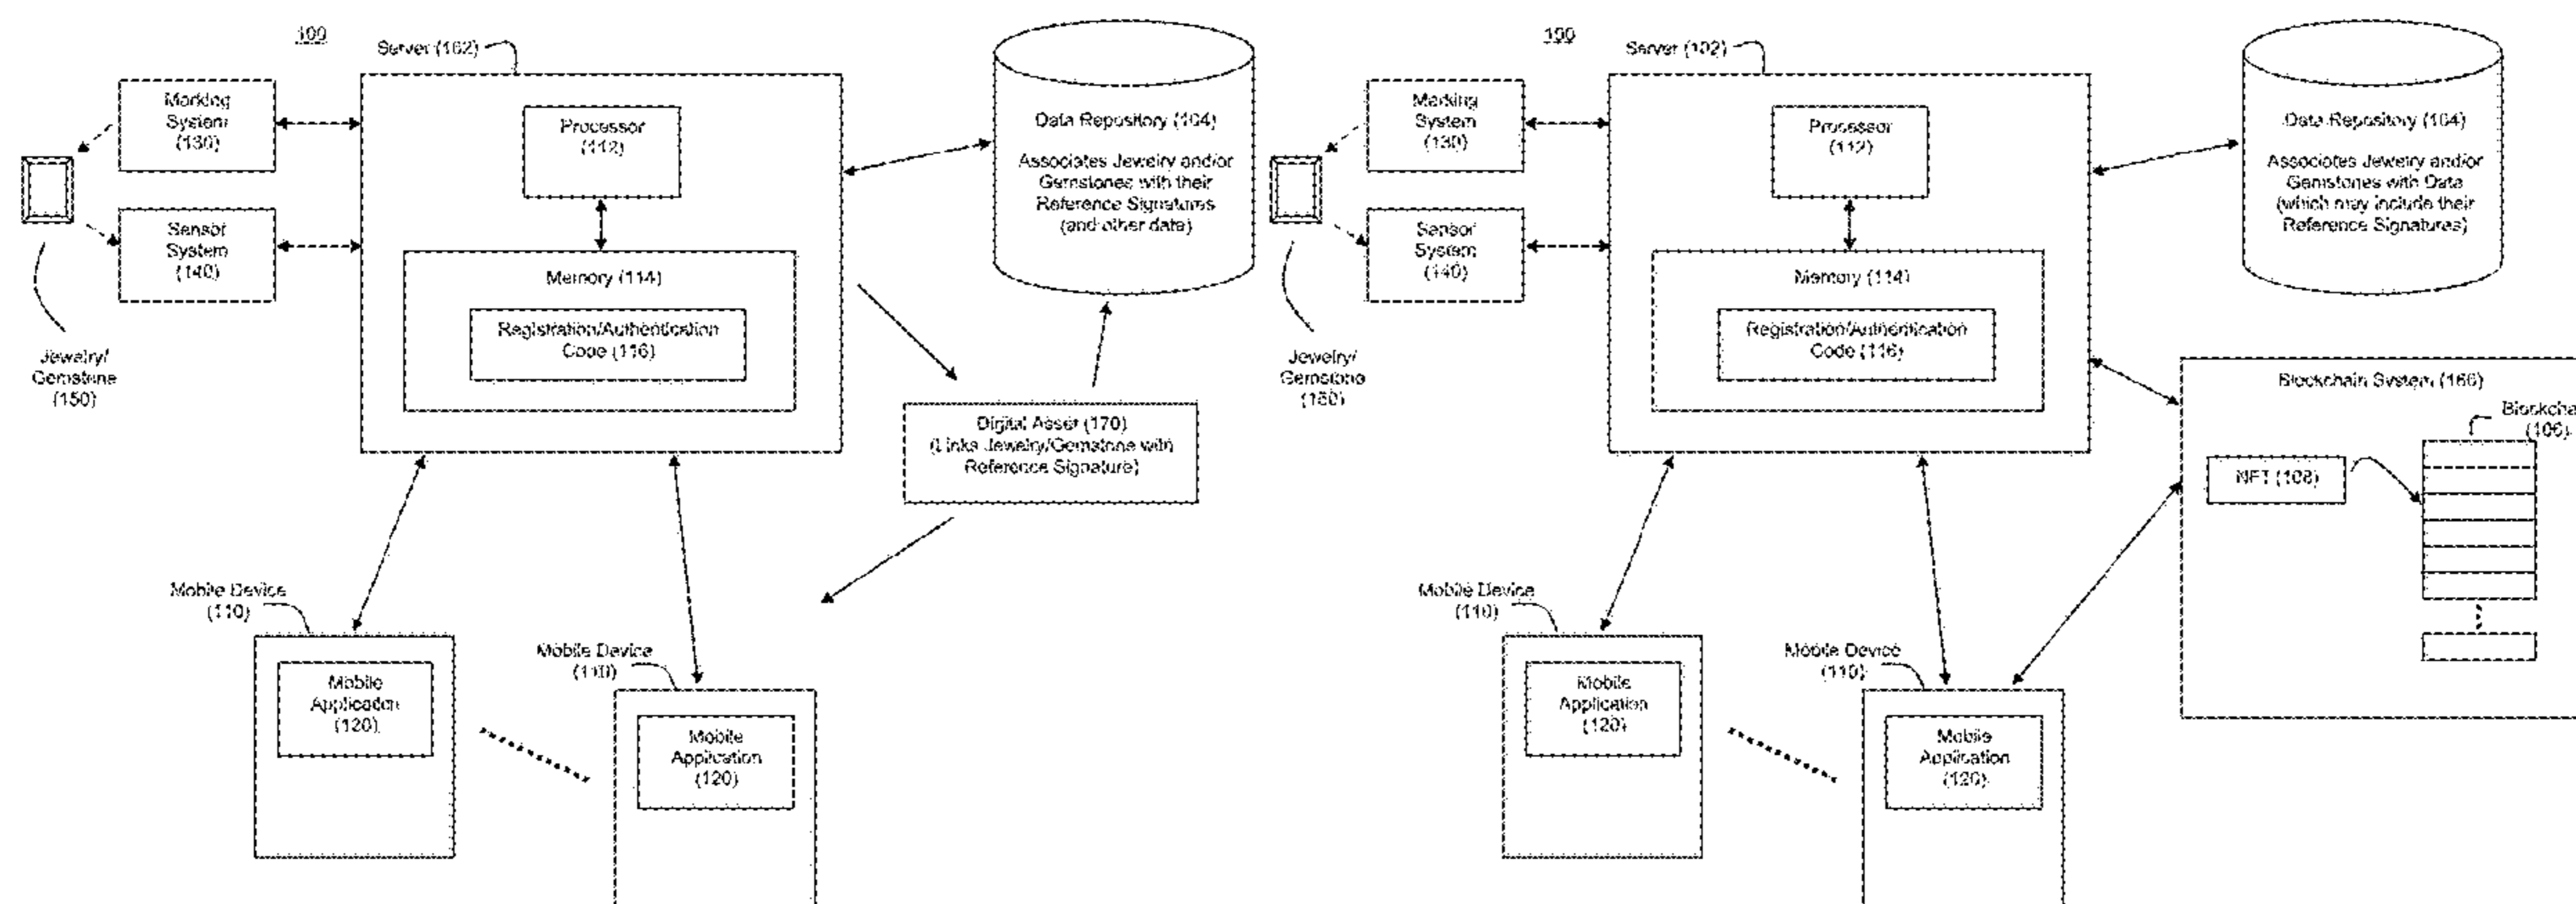 100
Server (102)
Marking
System
(130)
Sensor
System
(140)
Jewelry/
Gemstone
(150)
Processor
(112)
Memory (114)
Registration/Authentication
Code (116)
Data Repository (104)
Associates Jewelry and/or
Gemstones with their
Reference Signatures
(and other data)
Digital Asset (170)
(Links Jewelry/Gemstone with
Reference Signature)
Mobile Device
(110)
Mobile
Application
(120)
Mobile Device
(110)
Mobile
Application
(120)
100
Server (102)
Marking
System
(130)
Sensor
System
(140)
Jewelry/
Gemstone
(150)
Processor
(112)
Memory (114)
Registration/Authentication
Code (116)
Data Repository (104)
Associates Jewelry and/or
Gemstones with Data
(which may include their
Reference Signatures)
Blockchain System (166)
Blockcha
(106)
NFT (108)
Mobile Device
(110)
Mobile
Application
(120)
Mobile Device
(110)
Mobile
Application
(120)